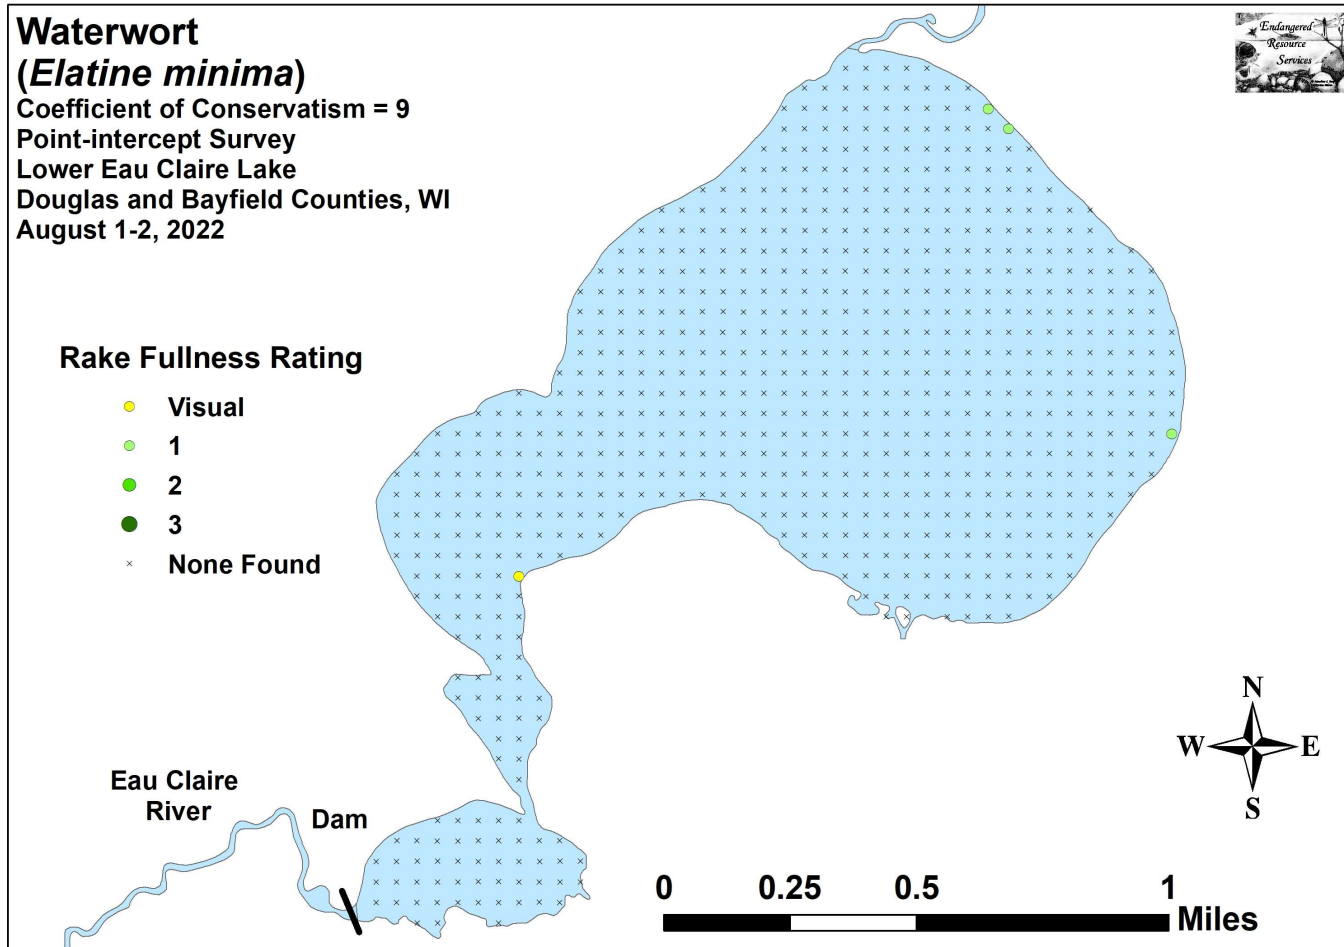 Waterwort
(Elatine minima)
Coefficient of Conservatism = 9
Point-intercept Survey
Lower Eau Claire Lake
Douglas and Bayfield Counties, WI
August 1-2, 2022
Endangered
Resource
Services
Rake Fullness Rating
Visual
1
2
3
None Found
N
W E
S
Eau Claire
River
Dam
0 0.25 0.5 1
Miles